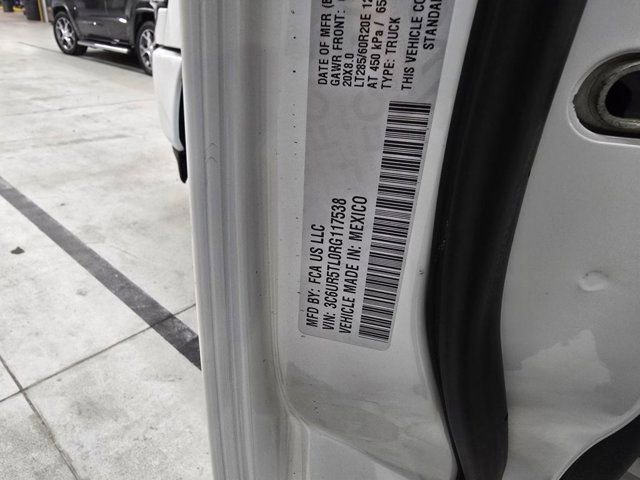 MFD BY: FCA US LLC
VIN: 3C6UR5TL0RG117538
VEHICLE MADE IN: MEXICO
DATE OF MFR
GAWR FRONT:
20X8.0
LT285/60R20E 12
AT 450 kPa / 65
TYPE: TRUCK
THIS VEHICLE CO
STANDAR